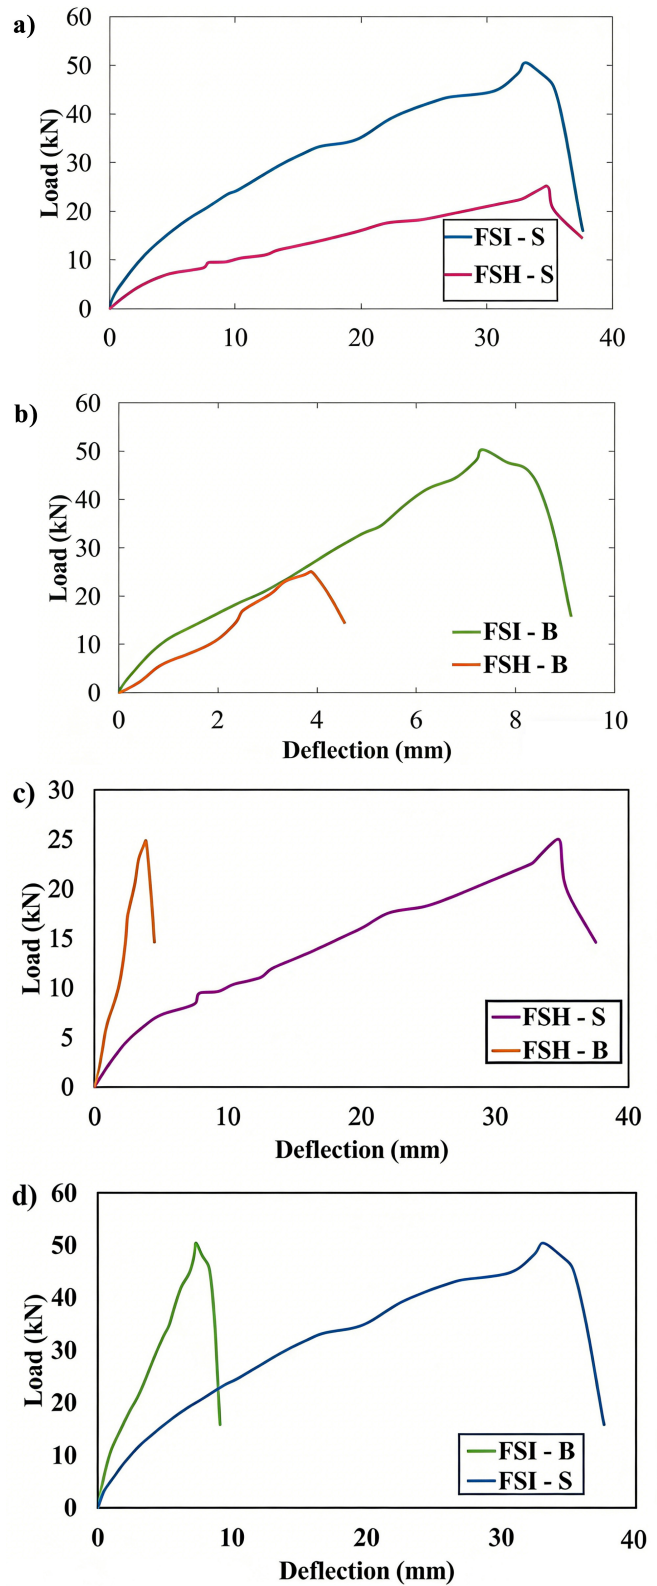 a)
60
50
40
30
20
10
0
Load (kN)
FSI - S
FSH - S
0 10 20 30 40
b)
60
50
40
30
20
10
0
Load (kN)
FSI - B
FSH - B
0 2 4 6 8 10
Deflection (mm)
c)
30
25
20
15
10
5
0
Load (kN)
FSH - S
FSH - B
0 10 20 30 40
Deflection (mm)
d)
60
50
40
30
20
10
0
Load (kN)
FSI - B
FSI - S
0 10 20 30 40
Deflection (mm)